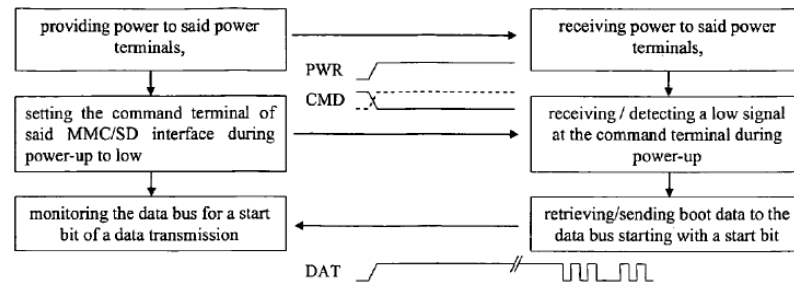 providing power to said power
terminals,
receiving power to said power
terminals,
PWR
CMD
setting the command terminal of
said MMC/SD interface during
power-up to low
receiving / detecting a low signal
at the command terminal during
power-up
monitoring the data bus for a start
bit of a data transmission
retrieving/sending boot data to the
data bus starting with a start bit
DAT